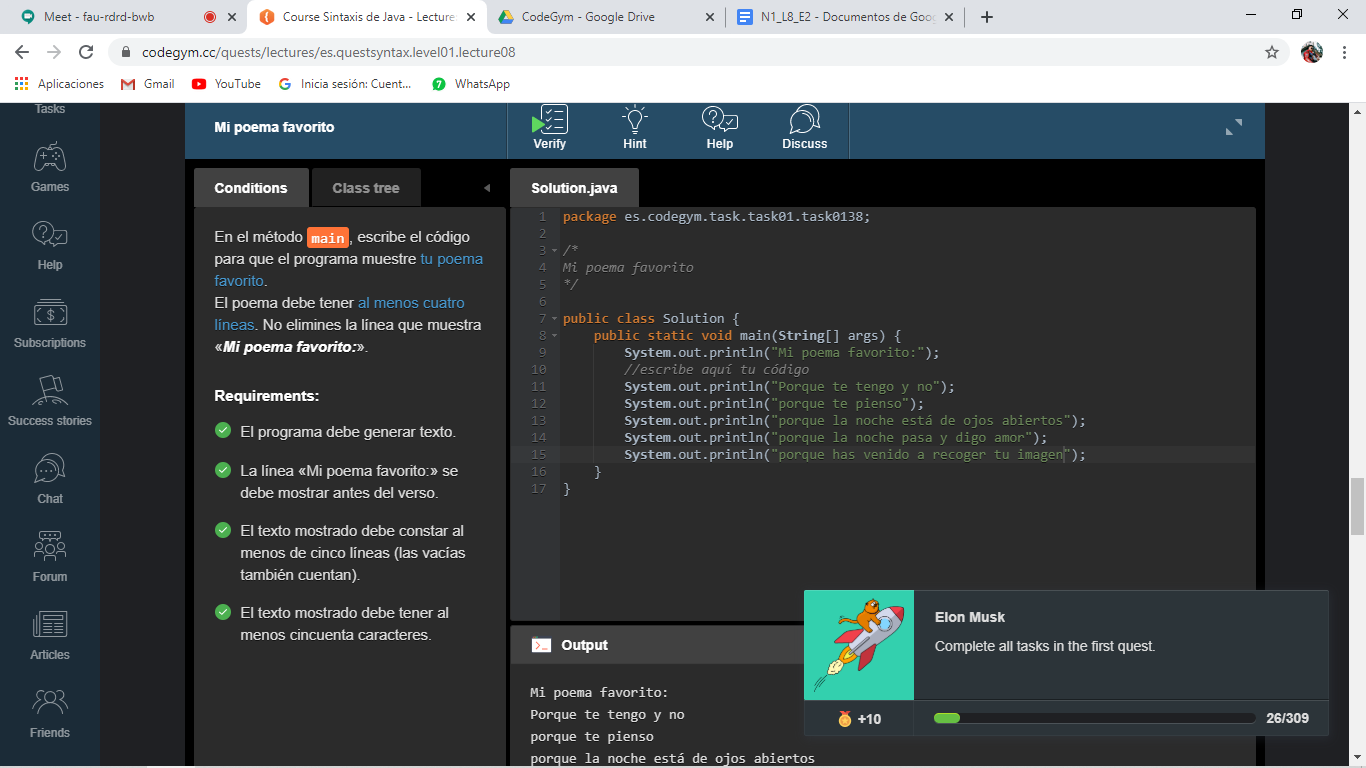 Meet - fau-rdrd-bwb
Course Sintaxis de Java - Lecture:
CodeGym - Google Drive
N1_L8_E2 - Documentos de Goog
codegym.cc/quests/lectures/es.questsyntax.level01.lecture08
Aplicaciones
Gmail
YouTube
Inicia sesión: Cuent...
7
WhatsApp
Tasks
Games
Help
Subscriptions
Success stories
Chat
Forum
Articles
Friends
Mi poema favorito
Verify
Hint
Help
Discuss
Conditions
Class tree
En el método main, escribe el código
para que el programa muestre tu poema
favorito.
El poema debe tener al menos cuatro
líneas. No elimines la línea que muestra
«Mi poema favorito:».
Requirements:
El programa debe generar texto.
La línea «Mi poema favorito:» se
debe mostrar antes del verso.
El texto mostrado debe constar al
menos de cinco líneas (las vacías
también cuentan).
El texto mostrado debe tener al
menos cincuenta caracteres.
Solution.java
1 package es.codegym.task.task01.task0138;
2
3 /*
4 Mi poema favorito
5 */
6
7 public class Solution {
8 public static void main(String[] args) {
9 System.out.println("Mi poema favorito:");
10 //escribe aquí tu código
11 System.out.println("Porque te tengo y no");
12 System.out.println("porque te pienso");
13 System.out.println("porque la noche está de ojos abiertos");
14 System.out.println("porque la noche pasa y digo amor");
15 System.out.println("porque has venido a recoger tu imagen");
16 }
17 }
Output
Mi poema favorito:
Porque te tengo y no
porque te pienso
porque la noche está de ojos abiertos
Elon Musk
Complete all tasks in the first quest.
+10
26/309